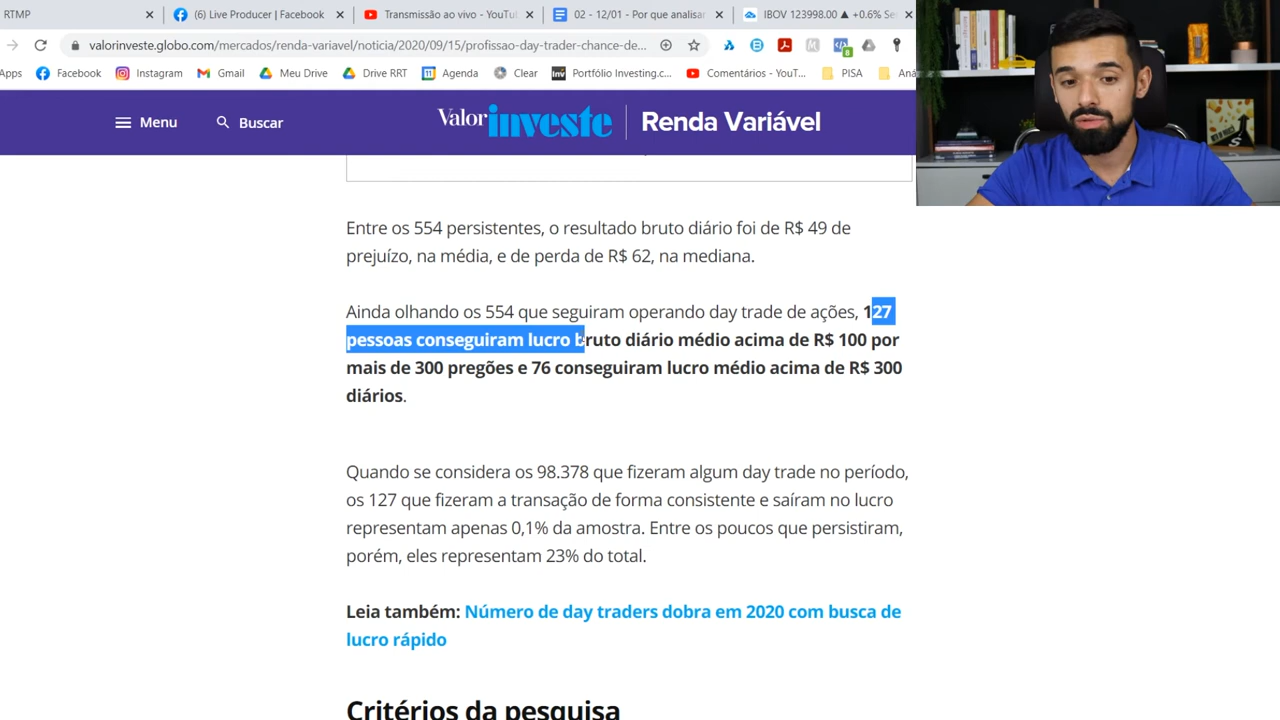 RTMP
(6) Live Producer | Facebook
Transmissão ao vivo - YouTu
02 - 12/01 - Por que analisar
IBOV 123998.00 ▲ +0.6% Se
valorinveste.globo.com/mercados/renda-variavel/noticia/2020/09/15/profissao-day-trader-chance-de...
8
Apps
Facebook
Instagram
Gmail
Meu Drive
Drive RRT
Agenda
Clear
Portfólio Investing.c...
Comentários - YouT...
PISA
Aná
Menu
Buscar
Valor investe
Renda Variável
Entre os 554 persistentes, o resultado bruto diário foi de R$ 49 de
prejuízo, na média, e de perda de R$ 62, na mediana.
Ainda olhando os 554 que seguiram operando day trade de ações, 127
pessoas conseguiram lucro bruto diário médio acima de R$ 100 por
mais de 300 pregões e 76 conseguiram lucro médio acima de R$ 300
diários.
Quando se considera os 98.378 que fizeram algum day trade no período,
os 127 que fizeram a transação de forma consistente e saíram no lucro
representam apenas 0,1% da amostra. Entre os poucos que persistiram,
porém, eles representam 23% do total.
Leia também: Número de day traders dobra em 2020 com busca de
lucro rápido
Critérios da pesquisa